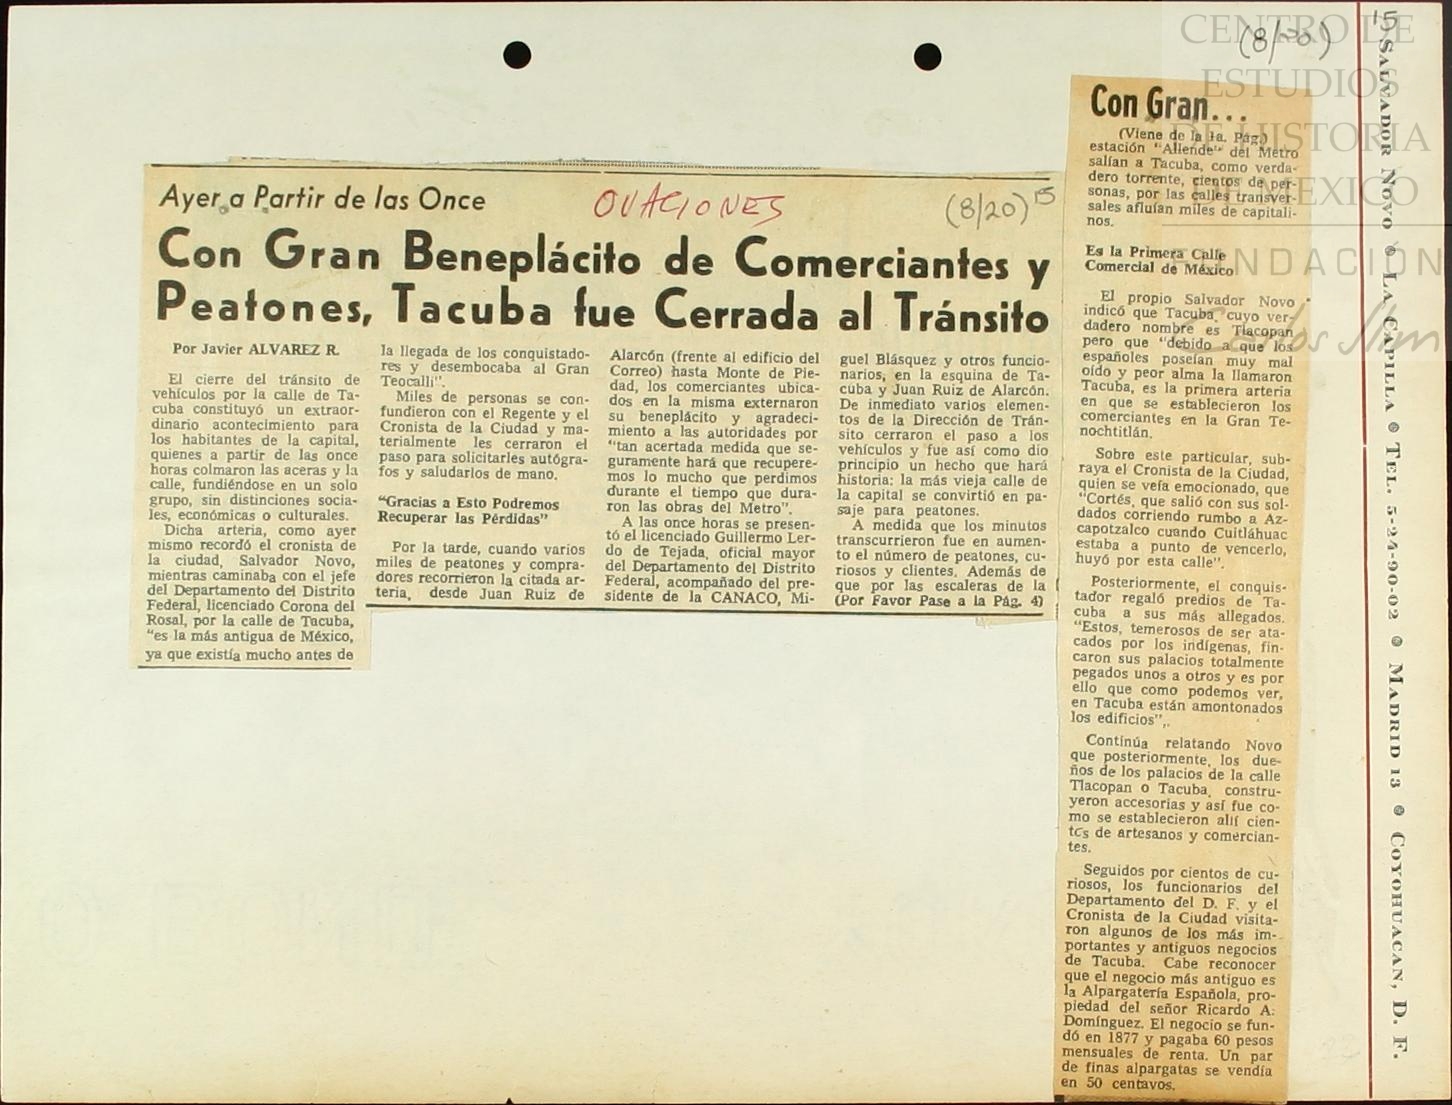 Ayer a Partir de las Once
OVACIONES
(8/20) 15
Con Gran Beneplácito de Comerciantes y
Peatones, Tacuba fue Cerrada al Tránsito
Por Javier ALVAREZ R.
El cierre del tránsito de
vehículos por la calle de Ta-
cuba constituyó un extraor-
dinario acontecimiento para
los habitantes de la capital,
quienes a partir de las once
horas colmaron las aceras y la
calle, fundiéndose en un solo
grupo, sin distinciones socia-
les, económicas o culturales.
Dicha arteria, como ayer
mismo recordó el cronista de
la ciudad, Salvador Novo,
mientras caminaba con el jefe
del Departamento del Distrito
Federal, licenciado Corona del
Rosal, por la calle de Tacuba,
"es la más antigua de México,
ya que existía mucho antes de
la llegada de los conquistado-
res y desembocaba al Gran
Teocalli".
Miles de personas se con-
fundieron con el Regente y el
Cronista de la Ciudad y ma-
terialmente les cerraron el
paso para solicitarles autógra-
fos y saludarlos de mano.
"Gracias a Esto Podremos
Recuperar las Pérdidas"
Por la tarde, cuando varios
miles de peatones y compra-
dores recorrieron la citada ar-
teria, desde Juan Ruiz de
Alarcón (frente al edificio del
Correo) hasta Monte de Pie-
dad, los comerciantes ubica-
dos en la misma externaron
su beneplácito y agradeci-
miento a las autoridades por
"tan acertada medida que se-
guramente hará que recupere-
mos lo mucho que perdimos
durante el tiempo que dura-
ron las obras del Metro".
A las once horas se presen-
tó el licenciado Guillermo Ler-
do de Tejada, oficial mayor
del Departamento del Distrito
Federal, acompañado del pre-
sidente de la CANACO, Mi-
guel Blásquez y otros funcio-
narios, en la esquina de Ta-
cuba y Juan Ruiz de Alarcón.
De inmediato varios elemen-
tos de la Dirección de Trán-
sito cerraron el paso a los
vehículos y fue así como dio
principio un hecho que hará
historia: la más vieja calle de
la capital se convirtió en pa-
saje para peatones.
A medida que los minutos
transcurrieron fue en aumen-
to el número de peatones, cu-
riosos y clientes. Además de
que por las escaleras de la
(Por Favor Pase a la Pág. 4)
(8/20)
15
Con Gran...
(Viene de la 1a. Pág.)
estación "Allende" del Metro
salían a Tacuba, como verda-
dero torrente, cientos de per-
sonas, por las calles transver-
sales afluían miles de capitali-
nos.
Es la Primera Calle
Comercial de México
El propio Salvador Novo
indicó que Tacuba, cuyo ver-
dadero nombre es Tlacopan
pero que "debido a que los
españoles poseían muy mal
oído y peor alma la llamaron
Tacuba, es la primera arteria
en que se establecieron los
comerciantes en la Gran Te-
nochtitlán.
Sobre este particular, sub-
raya el Cronista de la Ciudad,
quien se veía emocionado, que
"Cortés, que salió con sus sol-
dados corriendo rumbo a Az-
capotzalco cuando Cuitláhuac
estaba a punto de vencerlo,
huyó por esta calle".
Posteriormente, el conquis-
tador regaló predios de Ta-
cuba a sus más allegados.
"Estos, temerosos de ser ata-
cados por los indígenas, fin-
caron sus palacios totalmente
pegados unos a otros y es por
ello que como podemos ver,
en Tacuba están amontonados
los edificios",.
Continúa relatando Novo
que posteriormente, los due-
ños de los palacios de la calle
Tlacopan o Tacuba, constru-
yeron accesorias y así fue co-
mo se establecieron allí cien-
tos de artesanos y comercian-
tes.
Seguidos por cientos de cu-
riosos, los funcionarios del
Departamento del D. F. y el
Cronista de la Ciudad visita-
ron algunos de los más im-
portantes y antiguos negocios
de Tacuba. Cabe reconocer
que el negocio más antiguo es
la Alpargatería Española, pro-
piedad del señor Ricardo A.
Domínguez. El negocio se fun-
dó en 1877 y pagaba 60 pesos
mensuales de renta. Un par
de finas alpargatas se vendía
en 50 centavos.
SALVADOR NOVO • LA CAPILLA • TEL. 5-24-90-02 • MADRID 13 • COYOHUACAN, D. F.
CENTRO DE
ESTUDIOS
DE HISTORIA
DE MÉXICO
FUNDACIÓN
Carlos Slim